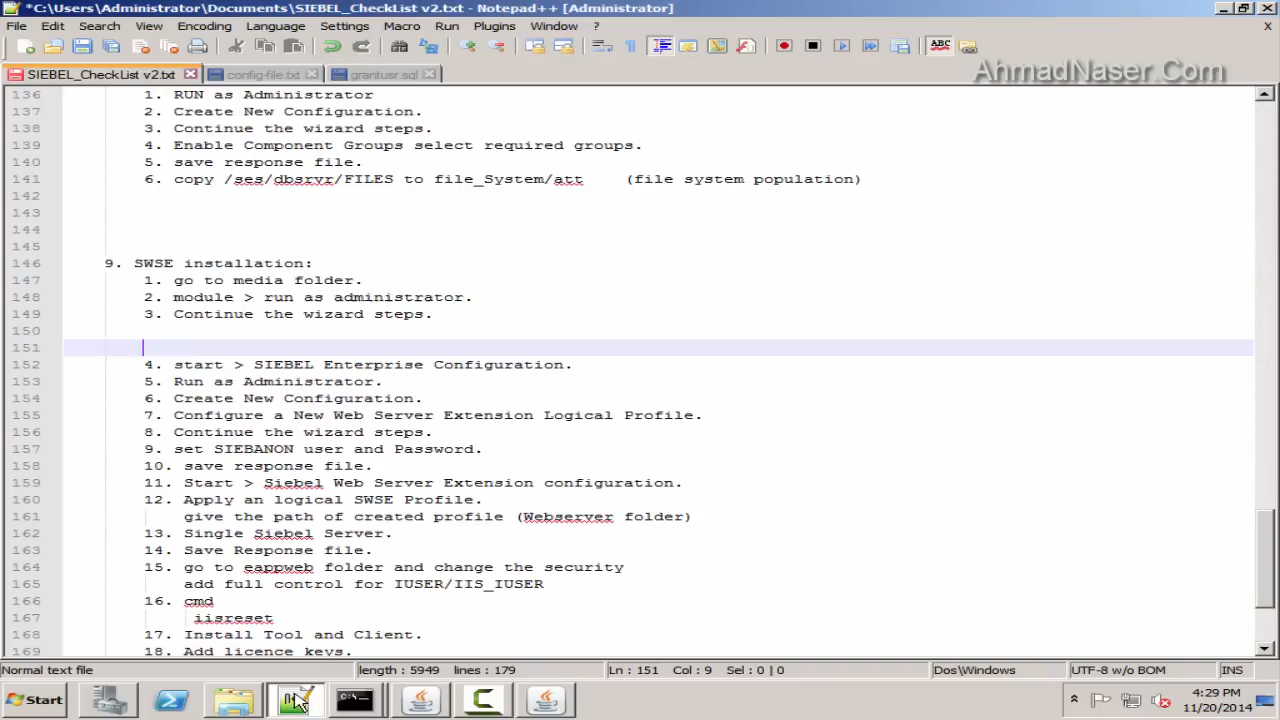 *C:\Users\Administrator\Documents\SIEBEL_CheckList v2.txt - Notepad++ [Administrator]
File Edit Search View Encoding Language Settings Macro Run Plugins Window ? X
SIEBEL_CheckList v2.txt config-file.txt grantusr.sql
AhmadNaser.Com
136 1. RUN as Administrator
137 2. Create New Configuration.
138 3. Continue the wizard steps.
139 4. Enable Component Groups select required groups.
140 5. save response file.
141 6. copy /ses/dbsrvr/FILES to file_System/att (file system population)
142
143
144
145
146 9. SWSE installation:
147 1. go to media folder.
148 2. module > run as administrator.
149 3. Continue the wizard steps.
150
151
152 4. start > SIEBEL Enterprise Configuration.
153 5. Run as Administrator.
154 6. Create New Configuration.
155 7. Configure a New Web Server Extension Logical Profile.
156 8. Continue the wizard steps.
157 9. set SIEBANON user and Password.
158 10. save response file.
159 11. Start > Siebel Web Server Extension configuration.
160 12. Apply an logical SWSE Profile.
161 give the path of created profile (Webserver folder)
162 13. Single Siebel Server.
163 14. Save Response file.
164 15. go to eappweb folder and change the security
165 add full control for IUSER/IIS_IUSER
166 16. cmd
167 iisreset
168 17. Install Tool and Client.
169 18. Add licence keys.
Normal text file length : 5949 lines : 179 Ln : 151 Col : 9 Sel : 0 | 0 Dos\Windows UTF-8 w/o BOM INS
Start 4:29 PM
11/20/2014